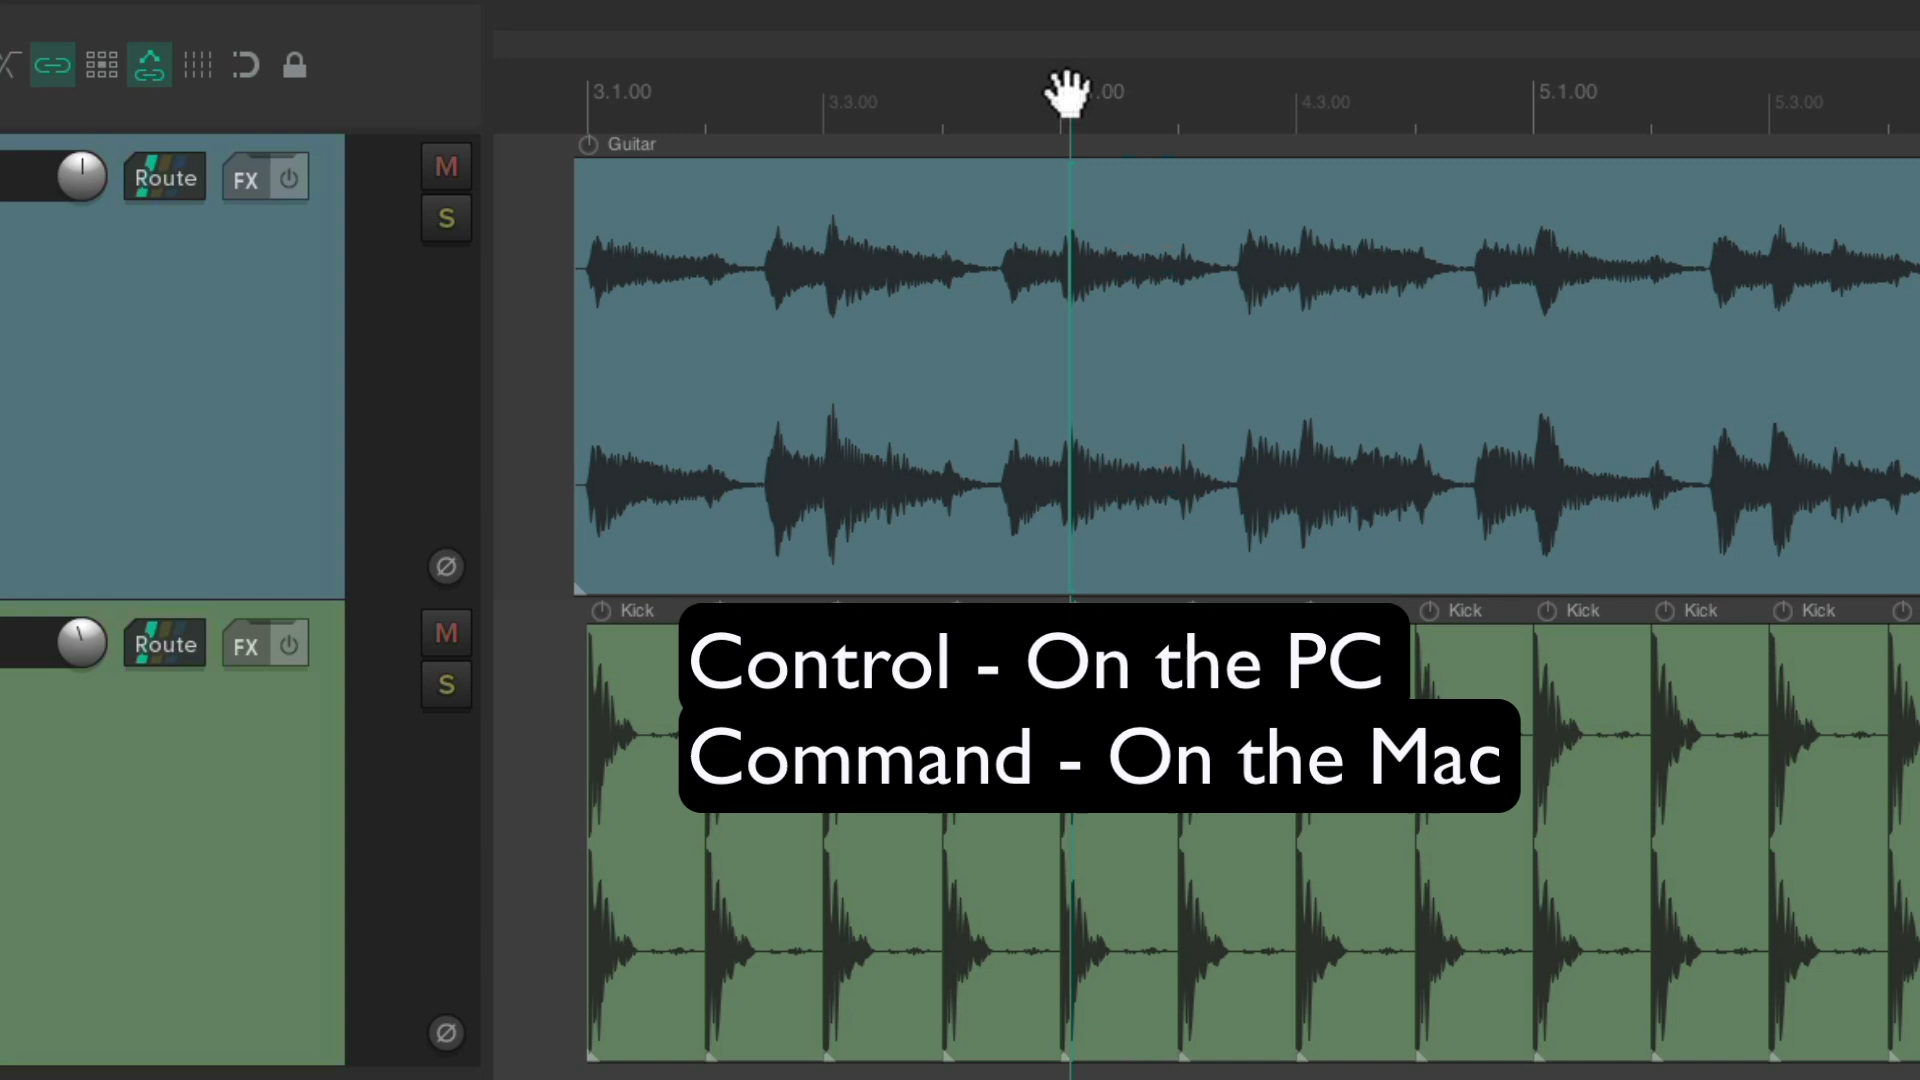 3.1.00
3.3.00
.00
4.3.00
5.1.00
5.3.00
Guitar
Route
FX
M
S
Ø
Kick
Kick
Kick
Kick
Kick
Route
FX
M
S
Ø
Control - On the PC
Command - On the Mac